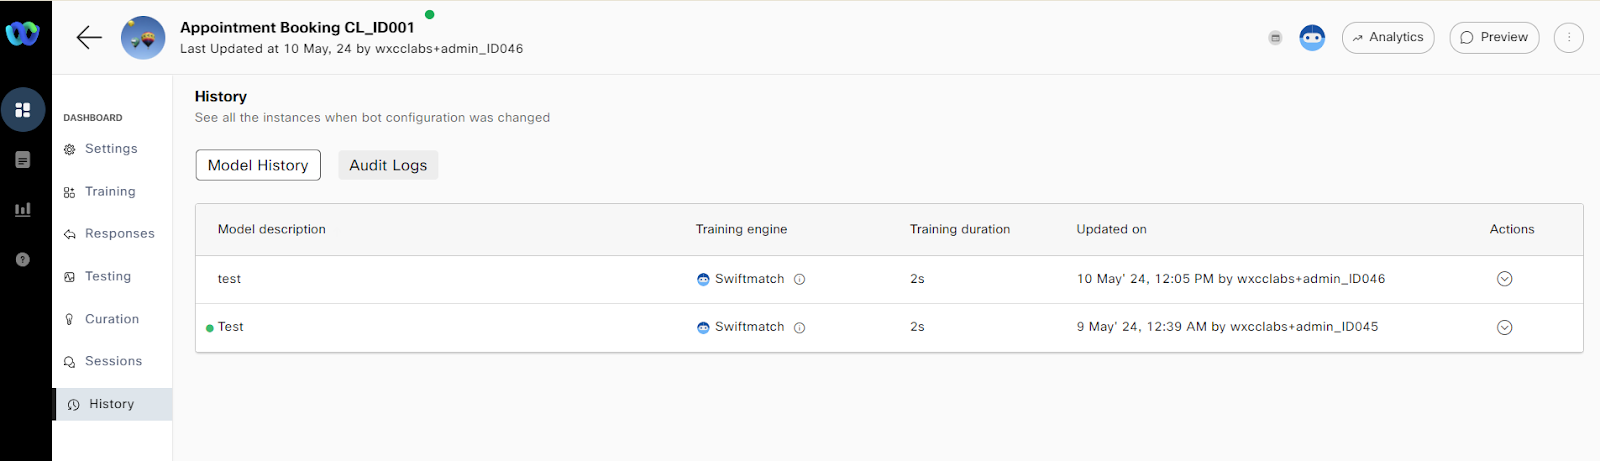 Appointment Booking CL_ID001
Last Updated at 10 May, 24 by wxcclabs+admin_ID046
Analytics
Preview
DASHBOARD
Settings
Training
Responses
Testing
Curation
Sessions
History
History
See all the instances when bot configuration was changed
Model History Audit Logs
Model description Training engine Training duration Updated on Actions
test Swiftmatch 2s 10 May' 24, 12:05 PM by wxcclabs+admin_ID046
Test Swiftmatch 2s 9 May' 24, 12:39 AM by wxcclabs+admin_ID045